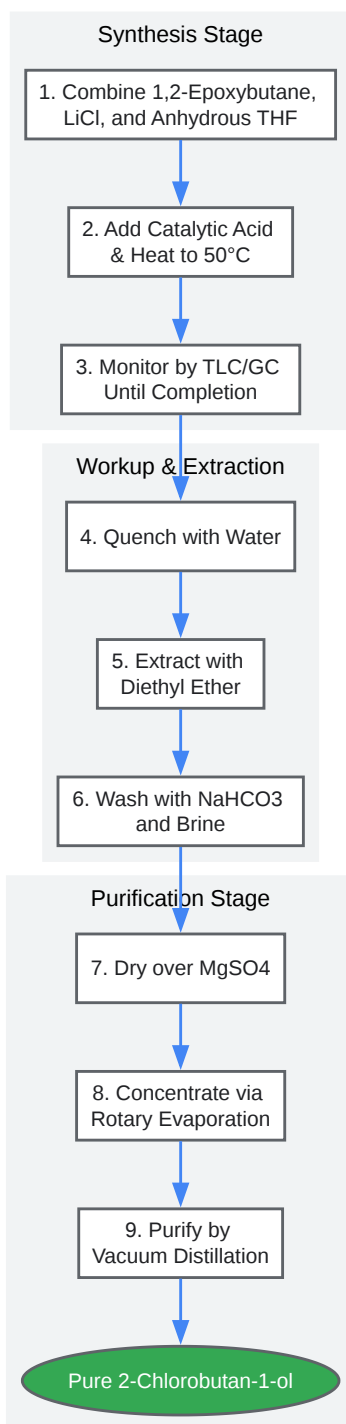 Synthesis Stage
1. Combine 1,2-Epoxybutane,
LiCl, and Anhydrous THF
2. Add Catalytic Acid
& Heat to 50°C
3. Monitor by TLC/GC
Until Completion
Workup & Extraction
4. Quench with Water
5. Extract with
Diethyl Ether
6. Wash with NaHCO3
and Brine
Purification Stage
7. Dry over MgSO4
8. Concentrate via
Rotary Evaporation
9. Purify by
Vacuum Distillation
Pure 2-Chlorobutan-1-ol